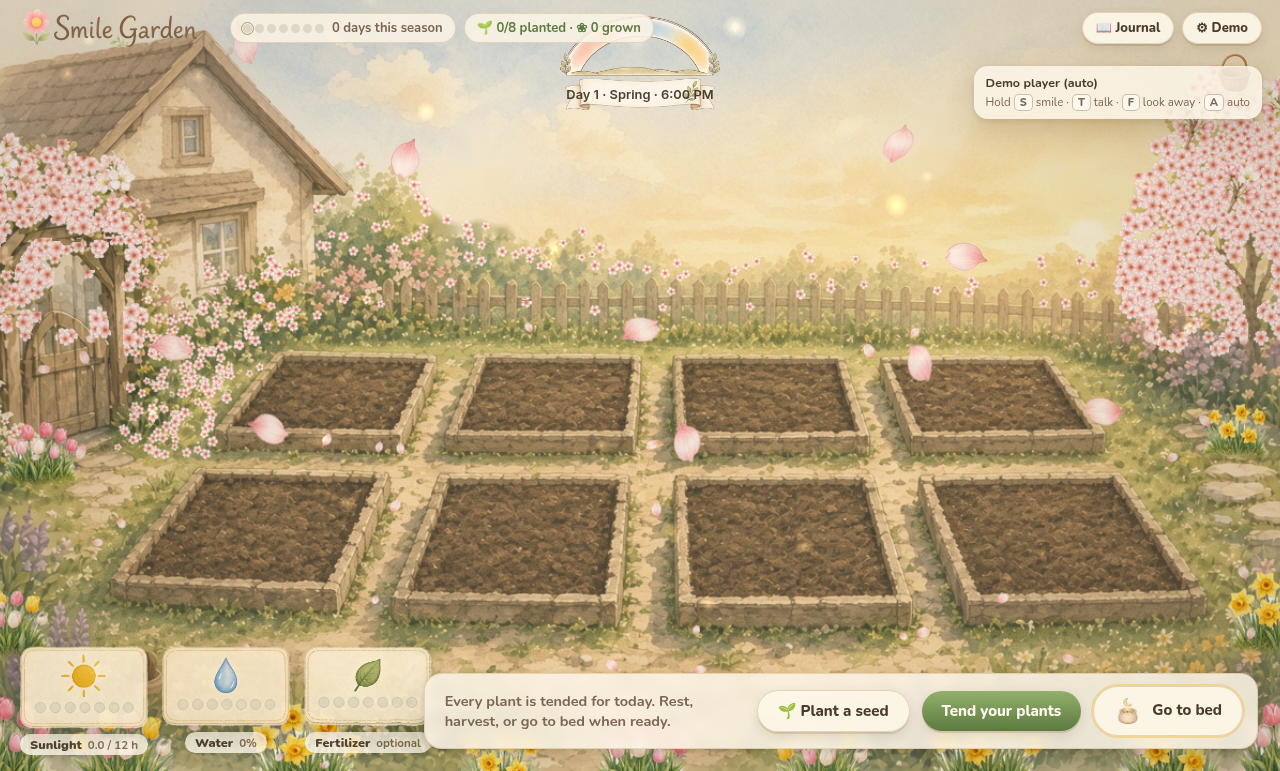 Smile Garden
0 days this season
🌱 0/8 planted · ❀ 0 grown
Day 1 · Spring · 6:00 PM
📖 Journal
⚙ Demo
Demo player (auto)
Hold S smile · T talk · F look away · A auto
Sunlight 0.0 / 12 h
Water 0%
Fertilizer optional
Every plant is tended for today. Rest,
harvest, or go to bed when ready.
🌱 Plant a seed
Tend your plants
Go to bed